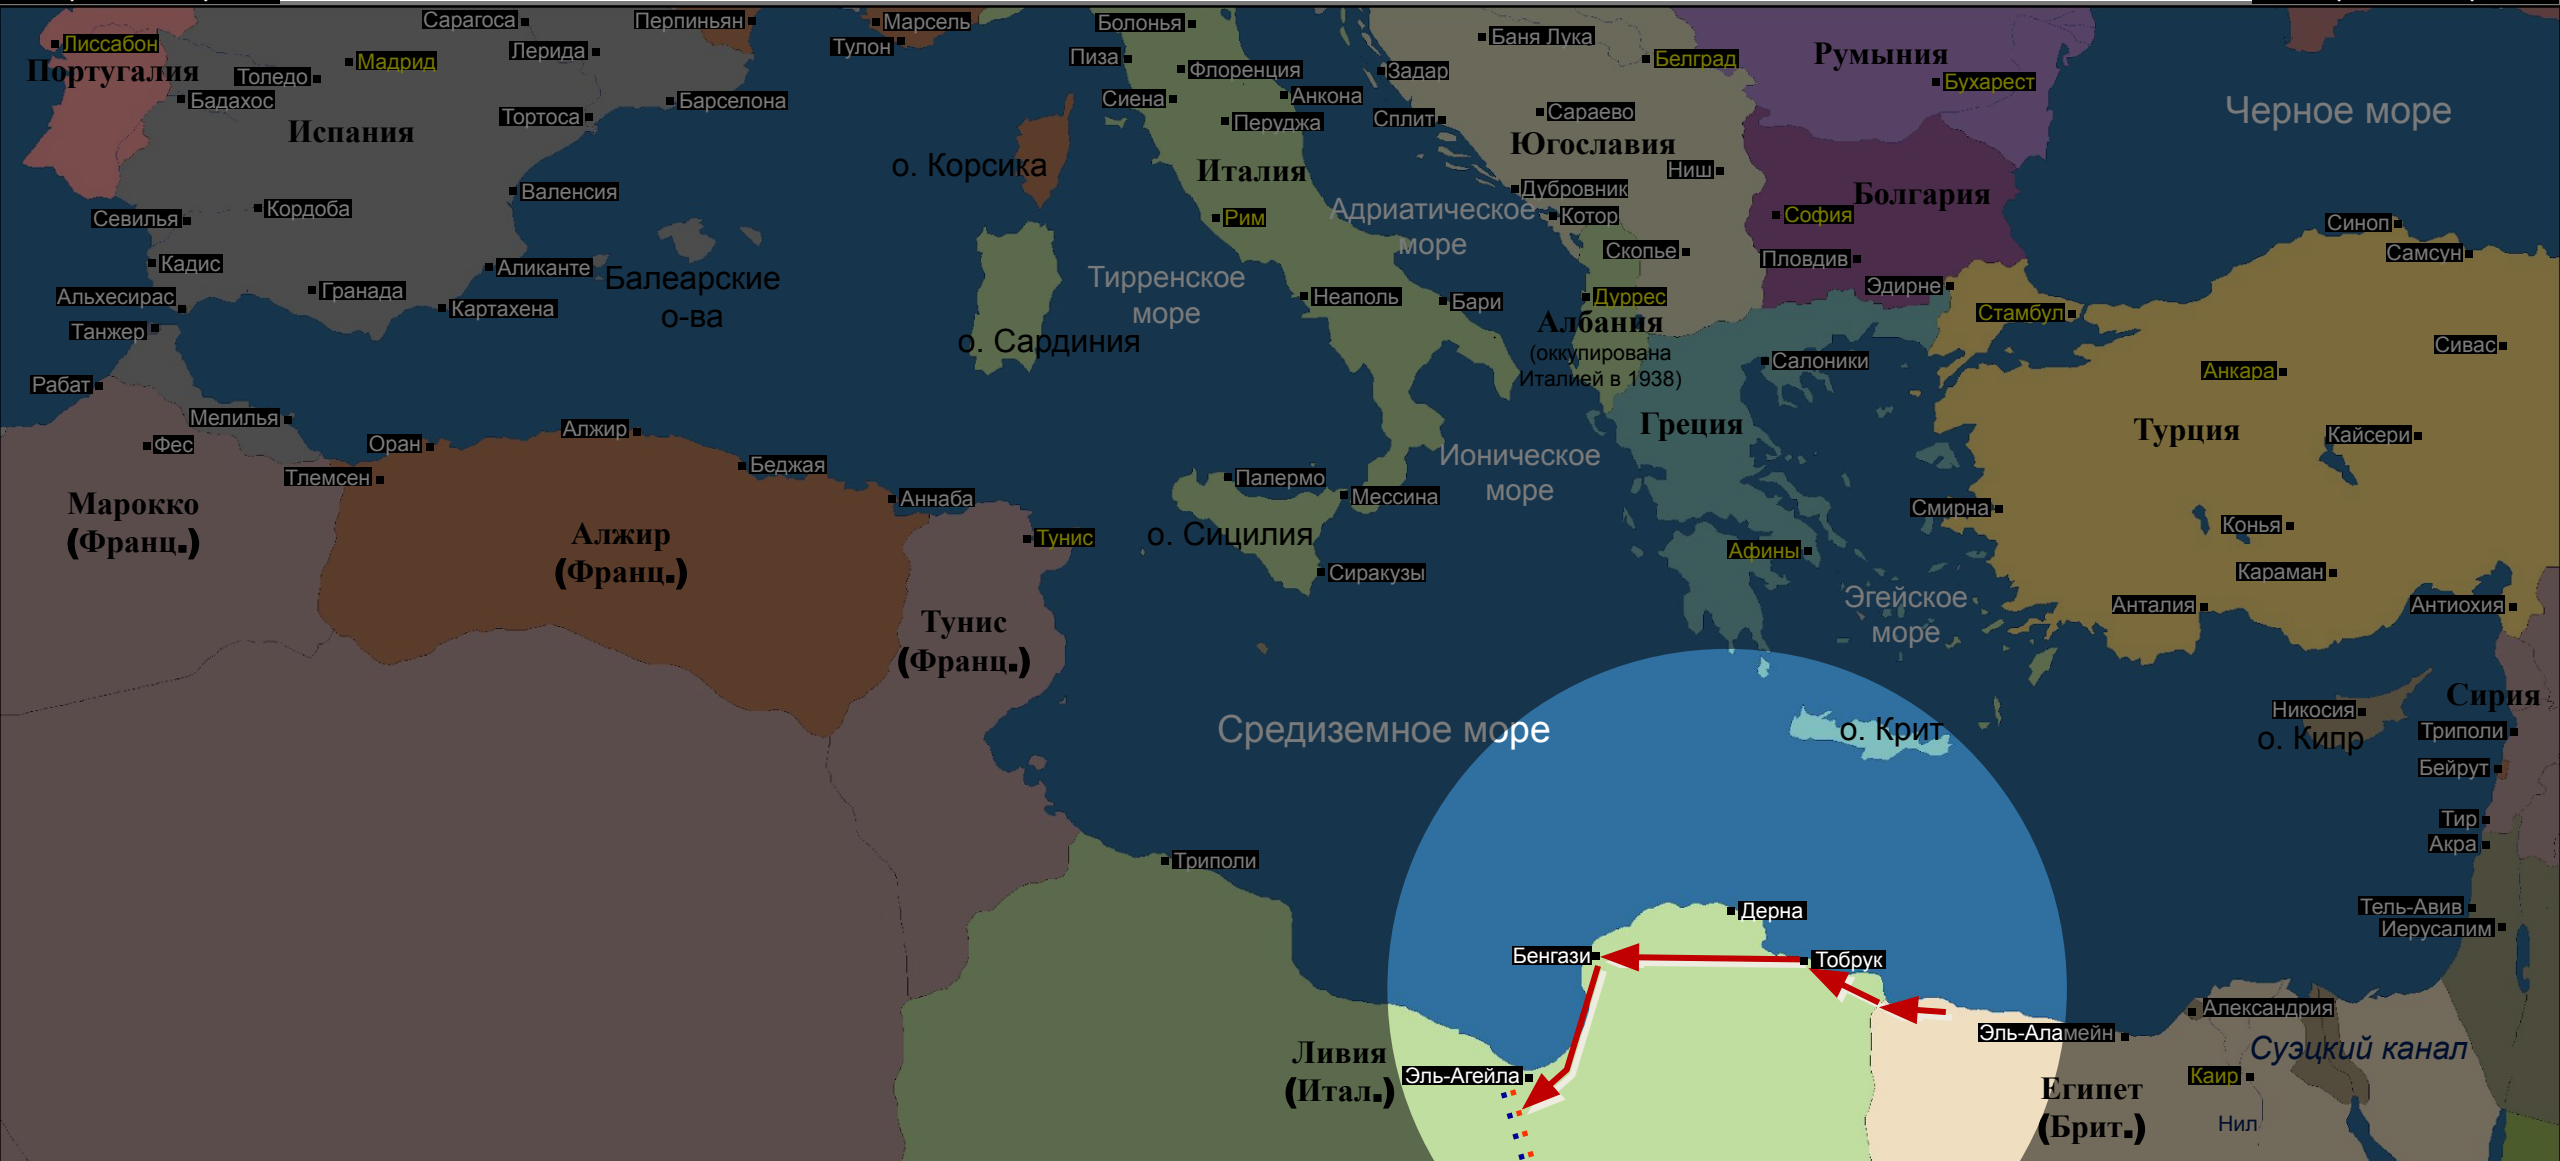 Сарагоса
Перпиньян
Марсель
Болонья
Тулон
Баня Лука
Лиссабон
Португалия
Лерида
Мадрид
Толедо
Бадахос
Барселона
Тортоса
Испания
Пиза
Флоренция
Сиена
Анкона
Перуджа
Задар
Сплит
Белград
Сараево
Югославия
Румыния
Бухарест
Черное море
о. Корсика
Италия
Ниш
Валенсия
Дубровник
Болгария
Кордоба
Севилья
Рим
Адриатическое
море
Котор
София
Скопье
Синоп
Самсун
Пловдив
Кадис
Аликанте
Балеарские
о-ва
Тирренское
море
Эдирне
Альхесирас
Гранада
Картахена
Неаполь
Бари
Дуррес
Албания
(оккупирована
Италией в 1938)
Стамбул
Танжер
о. Сардиния
Салоники
Сивас
Анкара
Рабат
Мелилья
Фес
Оран
Алжир
Греция
Турция
Кайсери
Тлемсен
Беджая
Ионическое
море
Аннаба
Палермо
Мессина
Марокко
(Франц.)
Алжир
(Франц.)
Тунис
о. Сицилия
Смирна
Конья
Афины
Сиракузы
Караман
Эгейское
море
Анталия
Антиохия
Тунис
(Франц.)
Сирия
Никосия
о. Кипр
Средиземное море
о. Крит
Триполи
Бейрут
Тир
Акра
Триполи
Дерна
Тель-Авив
Иерусалим
Бенгази
Тобрук
Александрия
Эль-Аламейн
Суэцкий канал
Ливия
(Итал.)
Эль-Агейла
Каир
Египет
(Брит.)
Нил